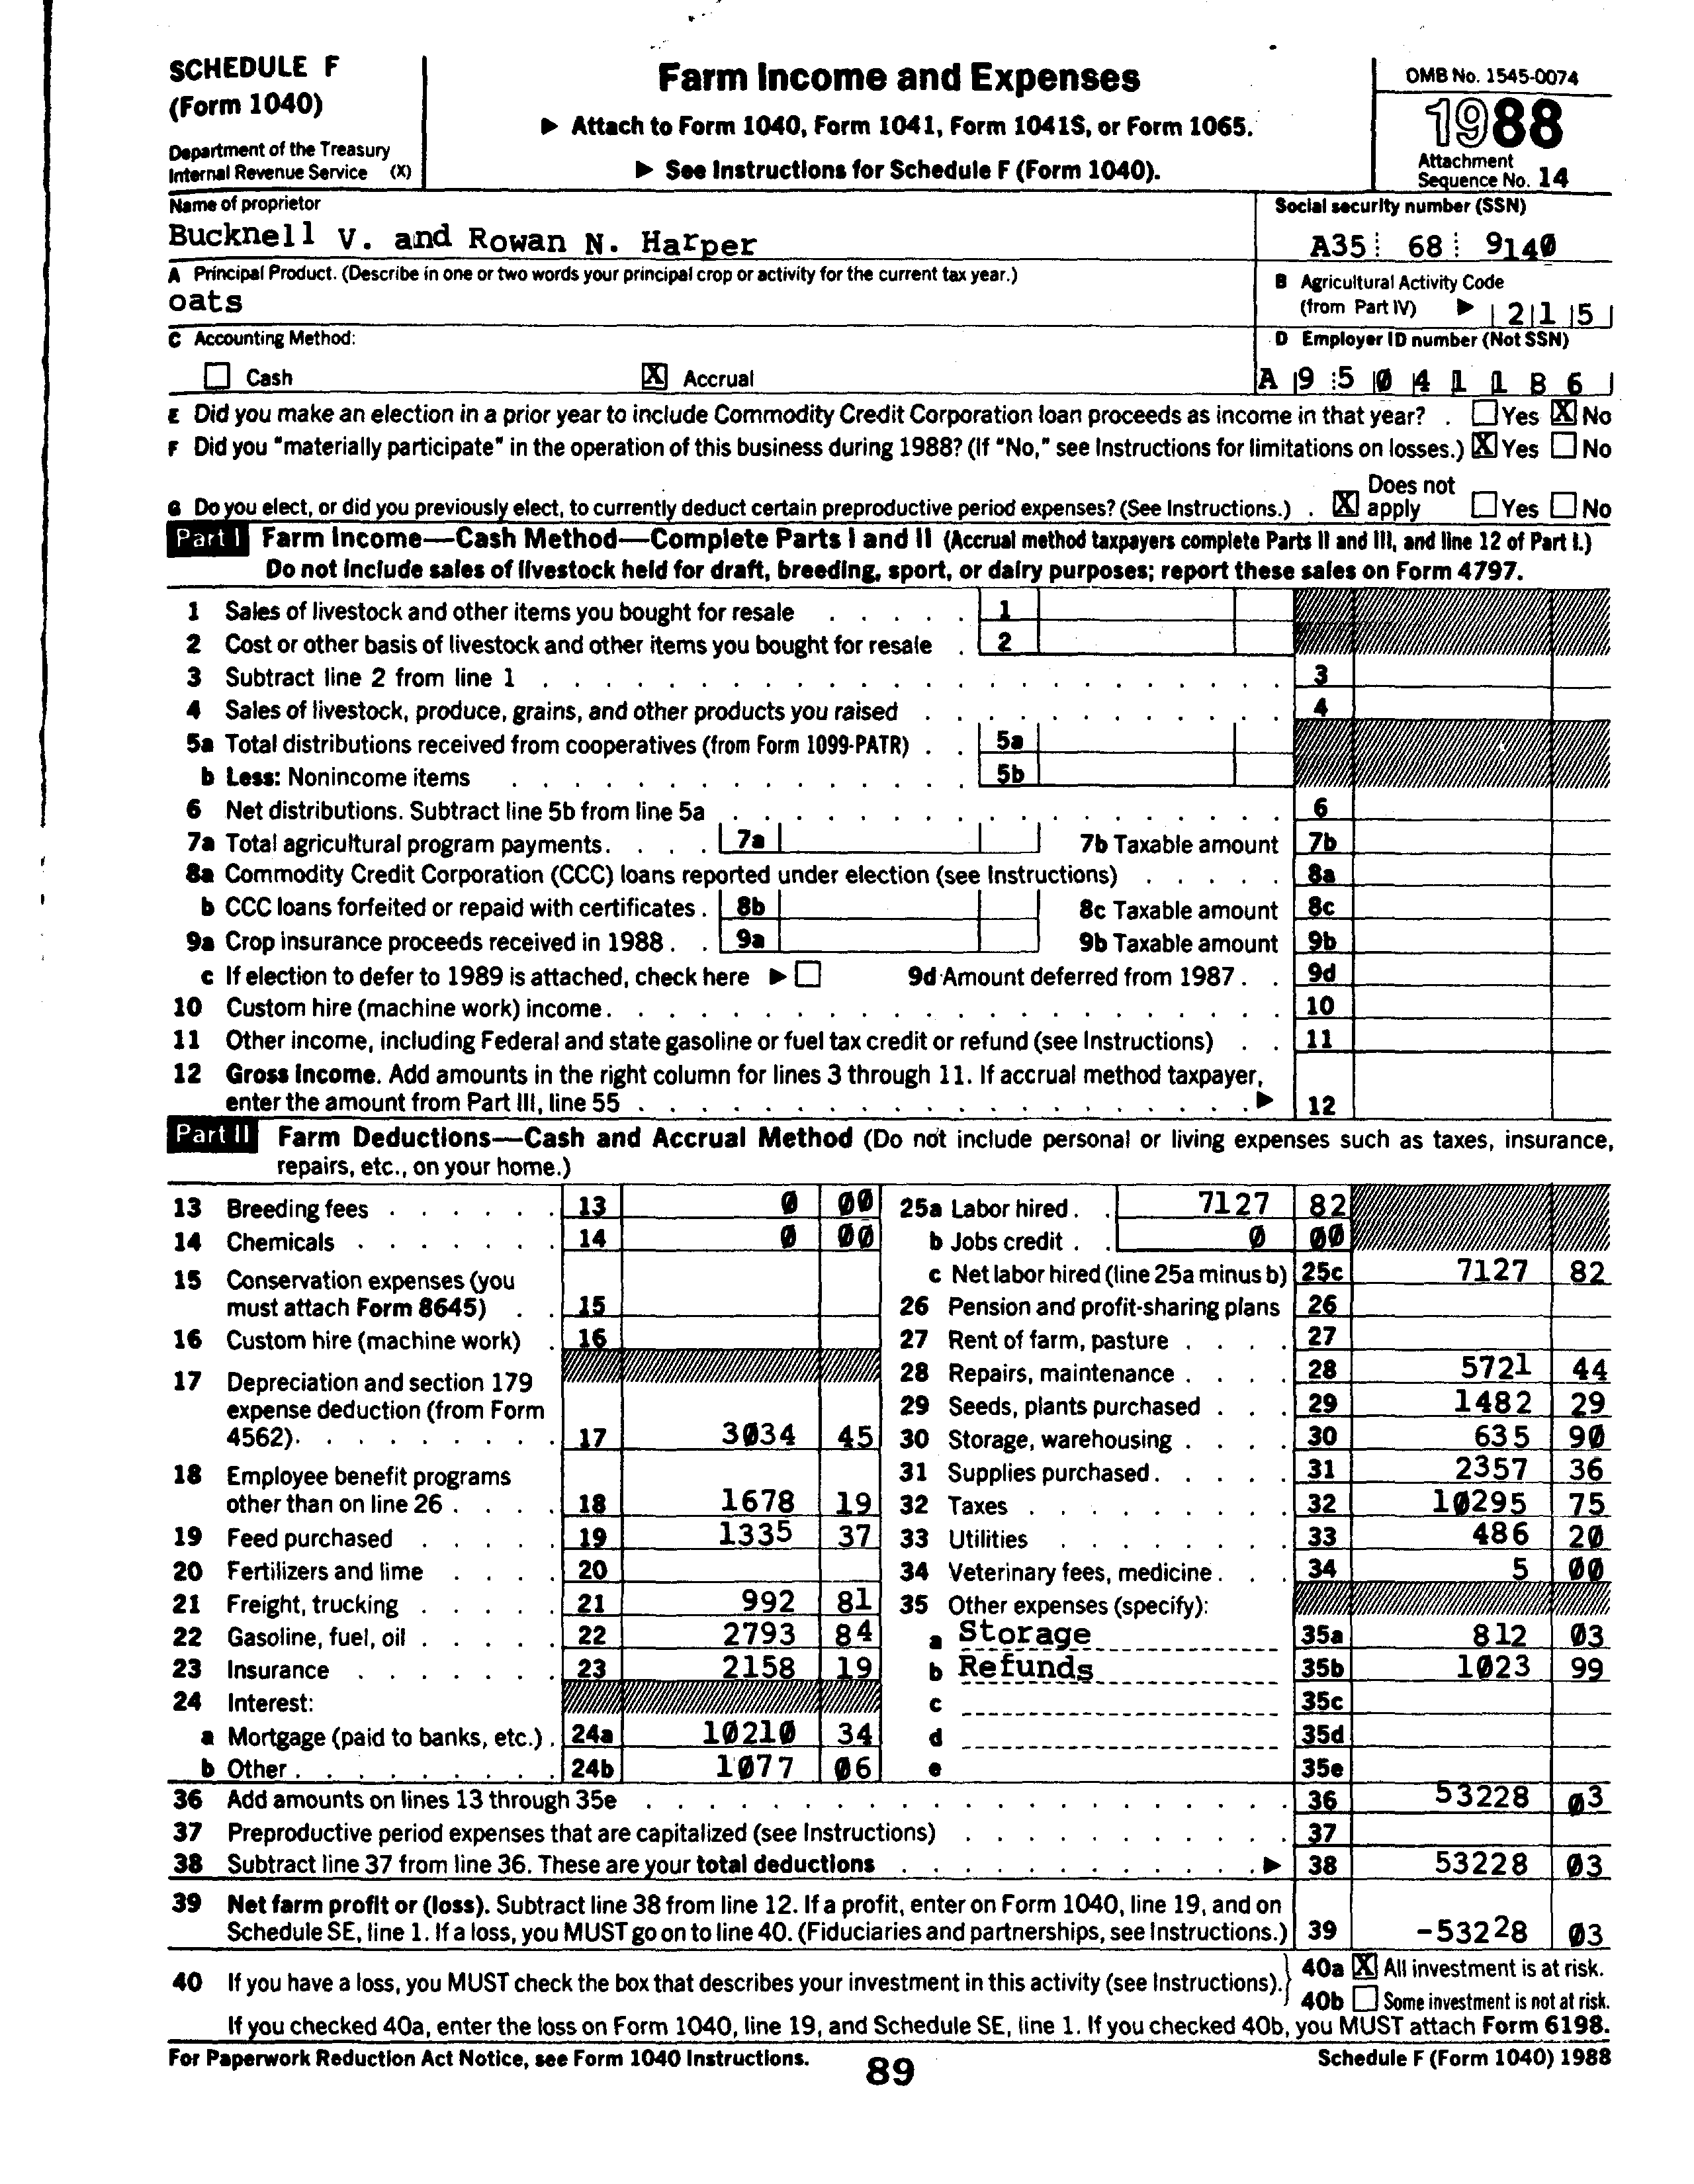 SCHEDULE F
(Form 1040)
Department of the Treasury
Internal Revenue Service (X)
Farm Income and Expenses
▶ Attach to Form 1040, Form 1041, Form 1041S, or Form 1065.
▶ See Instructions for Schedule F (Form 1040).
OMB No. 1545-0074
1988
Attachment
Sequence No. 14
Name of proprietor
Bucknell V. and Rowan N. Harper
Social security number (SSN)
A35 68 9140
A Principal Product. (Describe in one or two words your principal crop or activity for the current tax year.)
oats
B Agricultural Activity Code
(from Part IV) ▶ 2 1 5
C Accounting Method:
Cash X Accrual
D Employer ID number (Not SSN)
A 9 5 0 4 1 1 8 6
E Did you make an election in a prior year to include Commodity Credit Corporation loan proceeds as income in that year? . Yes X No
F Did you "materially participate" in the operation of this business during 1988? (If "No," see Instructions for limitations on losses.) X Yes No
G Do you elect, or did you previously elect, to currently deduct certain preproductive period expenses? (See Instructions.) . X Does not apply Yes No
Part I Farm Income—Cash Method—Complete Parts I and II (Accrual method taxpayers complete Parts II and III, and line 12 of Part I.)
Do not include sales of livestock held for draft, breeding, sport, or dairy purposes; report these sales on Form 4797.
1 Sales of livestock and other items you bought for resale . . . . . 1
2 Cost or other basis of livestock and other items you bought for resale . 2
3 Subtract line 2 from line 1 . . . . 3
4 Sales of livestock, produce, grains, and other products you raised . . . . 4
5a Total distributions received from cooperatives (from Form 1099-PATR) . . 5a
b Less: Nonincome items . . . . 5b
6 Net distributions. Subtract line 5b from line 5a . . . . 6
7a Total agricultural program payments. . . . . 7a 7b Taxable amount 7b
8a Commodity Credit Corporation (CCC) loans reported under election (see Instructions) . . . . . 8a
b CCC loans forfeited or repaid with certificates . 8b 8c Taxable amount 8c
9a Crop insurance proceeds received in 1988 . . 9a 9b Taxable amount 9b
c If election to defer to 1989 is attached, check here ▶ 9d Amount deferred from 1987 . . 9d
10 Custom hire (machine work) income . . . . 10
11 Other income, including Federal and state gasoline or fuel tax credit or refund (see Instructions) . . 11
12 Gross Income. Add amounts in the right column for lines 3 through 11. If accrual method taxpayer,
enter the amount from Part III, line 55 . . . . ▶ 12
Part II Farm Deductions—Cash and Accrual Method (Do not include personal or living expenses such as taxes, insurance,
repairs, etc., on your home.)
13 Breeding fees . . . . . . 13 0 00
14 Chemicals . . . . . . . 14 0 00
15 Conservation expenses (you
must attach Form 8645) . . 15
16 Custom hire (machine work) . 16
17 Depreciation and section 179
expense deduction (from Form
4562). . . . . . . . . 17 3034 45
18 Employee benefit programs
other than on line 26 . . . . 18 1678 19
19 Feed purchased . . . . . 19 1335 37
20 Fertilizers and lime . . . . 20
21 Freight, trucking . . . . . 21 992 81
22 Gasoline, fuel, oil . . . . . 22 2793 84
23 Insurance . . . . . . . 23 2158 19
24 Interest:
a Mortgage (paid to banks, etc.) . 24a 10210 34
b Other . . . . . . . . . 24b 1077 06
25a Labor hired . . 7127 82
b Jobs credit . . 0 00
c Net labor hired (line 25a minus b) 25c 7127 82
26 Pension and profit-sharing plans 26
27 Rent of farm, pasture . . . . 27
28 Repairs, maintenance . . . . 28 5721 44
29 Seeds, plants purchased . . . 29 1482 29
30 Storage, warehousing . . . . 30 635 90
31 Supplies purchased . . . . . 31 2357 36
32 Taxes . . . . . . . . . 32 10295 75
33 Utilities . . . . . . . . 33 486 20
34 Veterinary fees, medicine . . . 34 5 00
35 Other expenses (specify):
a Storage 35a 812 03
b Refunds 35b 1023 99
c 35c
d 35d
e 35e
36 Add amounts on lines 13 through 35e . . . . 36 53228 03
37 Preproductive period expenses that are capitalized (see Instructions) . . . . 37
38 Subtract line 37 from line 36. These are your total deductions . . . . ▶ 38 53228 03
39 Net farm profit or (loss). Subtract line 38 from line 12. If a profit, enter on Form 1040, line 19, and on
Schedule SE, line 1. If a loss, you MUST go on to line 40. (Fiduciaries and partnerships, see Instructions.) 39 -53228 03
40 If you have a loss, you MUST check the box that describes your investment in this activity (see Instructions).
40a X All investment is at risk.
40b Some investment is not at risk.
If you checked 40a, enter the loss on Form 1040, line 19, and Schedule SE, line 1. If you checked 40b, you MUST attach Form 6198.
For Paperwork Reduction Act Notice, see Form 1040 Instructions.
89
Schedule F (Form 1040) 1988